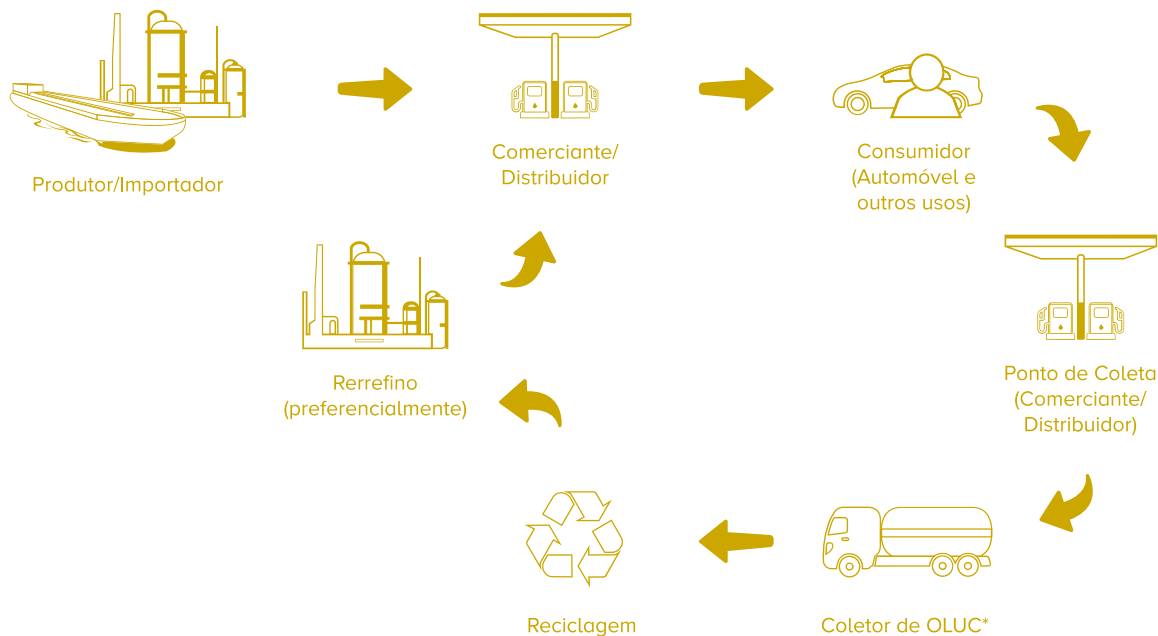 Produtor/Importador
Comerciante/
Distribuidor
Consumidor
(Automóvel e
outros usos)
Ponto de Coleta
(Comerciante/
Distribuidor)
Coletor de OLUC*
Reciclagem
Rerrefino
(preferencialmente)